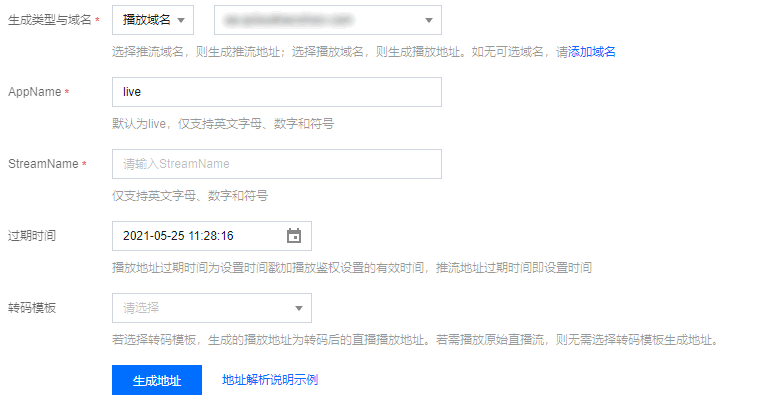 生成类型与域名 * 播放域名
选择推流域名，则生成推流地址；选择播放域名，则生成播放地址。如无可选域名，请添加域名
AppName * live
默认为live，仅支持英文字母、数字和符号
StreamName * 请输入StreamName
仅支持英文字母、数字和符号
过期时间 2021-05-25 11:28:16
播放地址过期时间为设置时间戳加播放鉴权设置的有效时间，推流地址过期时间即设置时间
转码模板 请选择
若选择转码模板，生成的播放地址为转码后的直播播放地址。若需播放原始直播流，则无需选择转码模板生成地址。
生成地址 地址解析说明示例